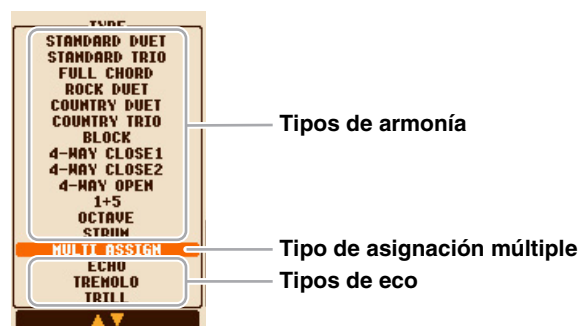 TYPE
STANDARD DUET
STANDARD TRIO
FULL CHORD
ROCK DUET
COUNTRY DUET
COUNTRY TRIO
BLOCK
4-WAY CLOSE1
4-WAY CLOSE2
4-WAY OPEN
1+5
OCTAVE
STRUM
MULTI ASSIGN
ECHO
TREMOLO
TRILL
Tipos de armonía
Tipo de asignación múltiple
Tipos de eco